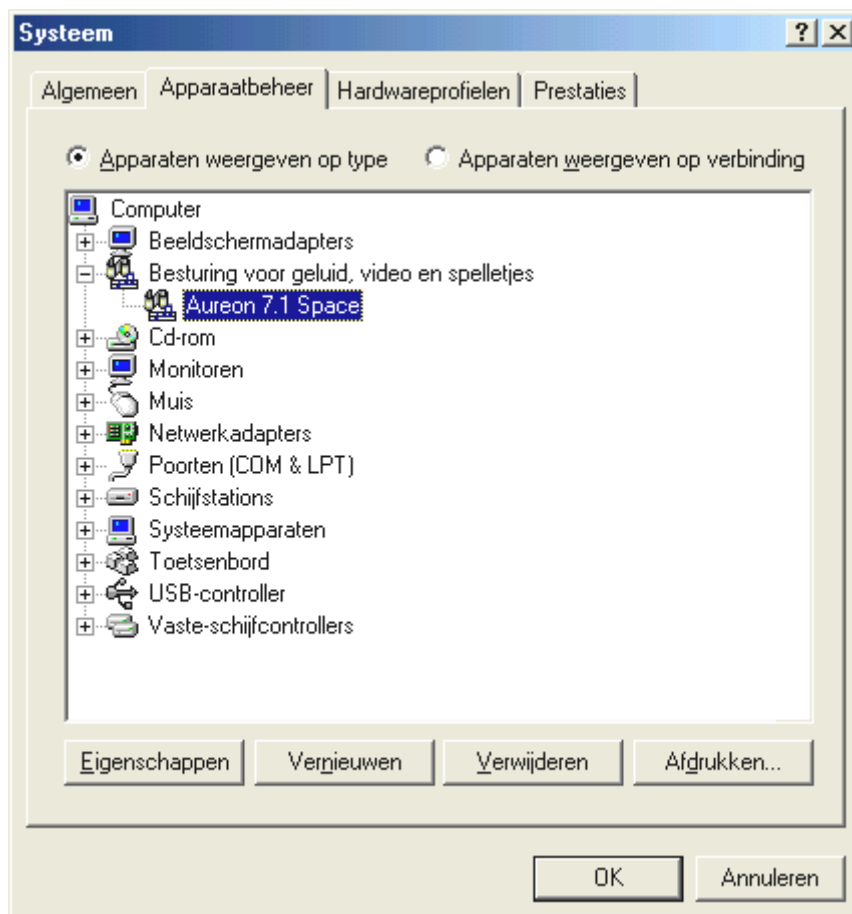 Systeem
Algemeen Apparaatbeheer Hardwareprofielen Prestaties
Apparaten weergeven op type Apparaten weergeven op verbinding
Computer
Beeldschermadapters
Besturing voor geluid, video en spelletjes
Aureon 7.1 Space
Cd-rom
Monitoren
Muis
Netwerkadapters
Poorten (COM & LPT)
Schijfstations
Systeemapparaten
Toetsenbord
USB-controller
Vaste-schijfcontrollers
Eigenschappen Vernieuwen Verwijderen Afdrukken...
OK Annuleren